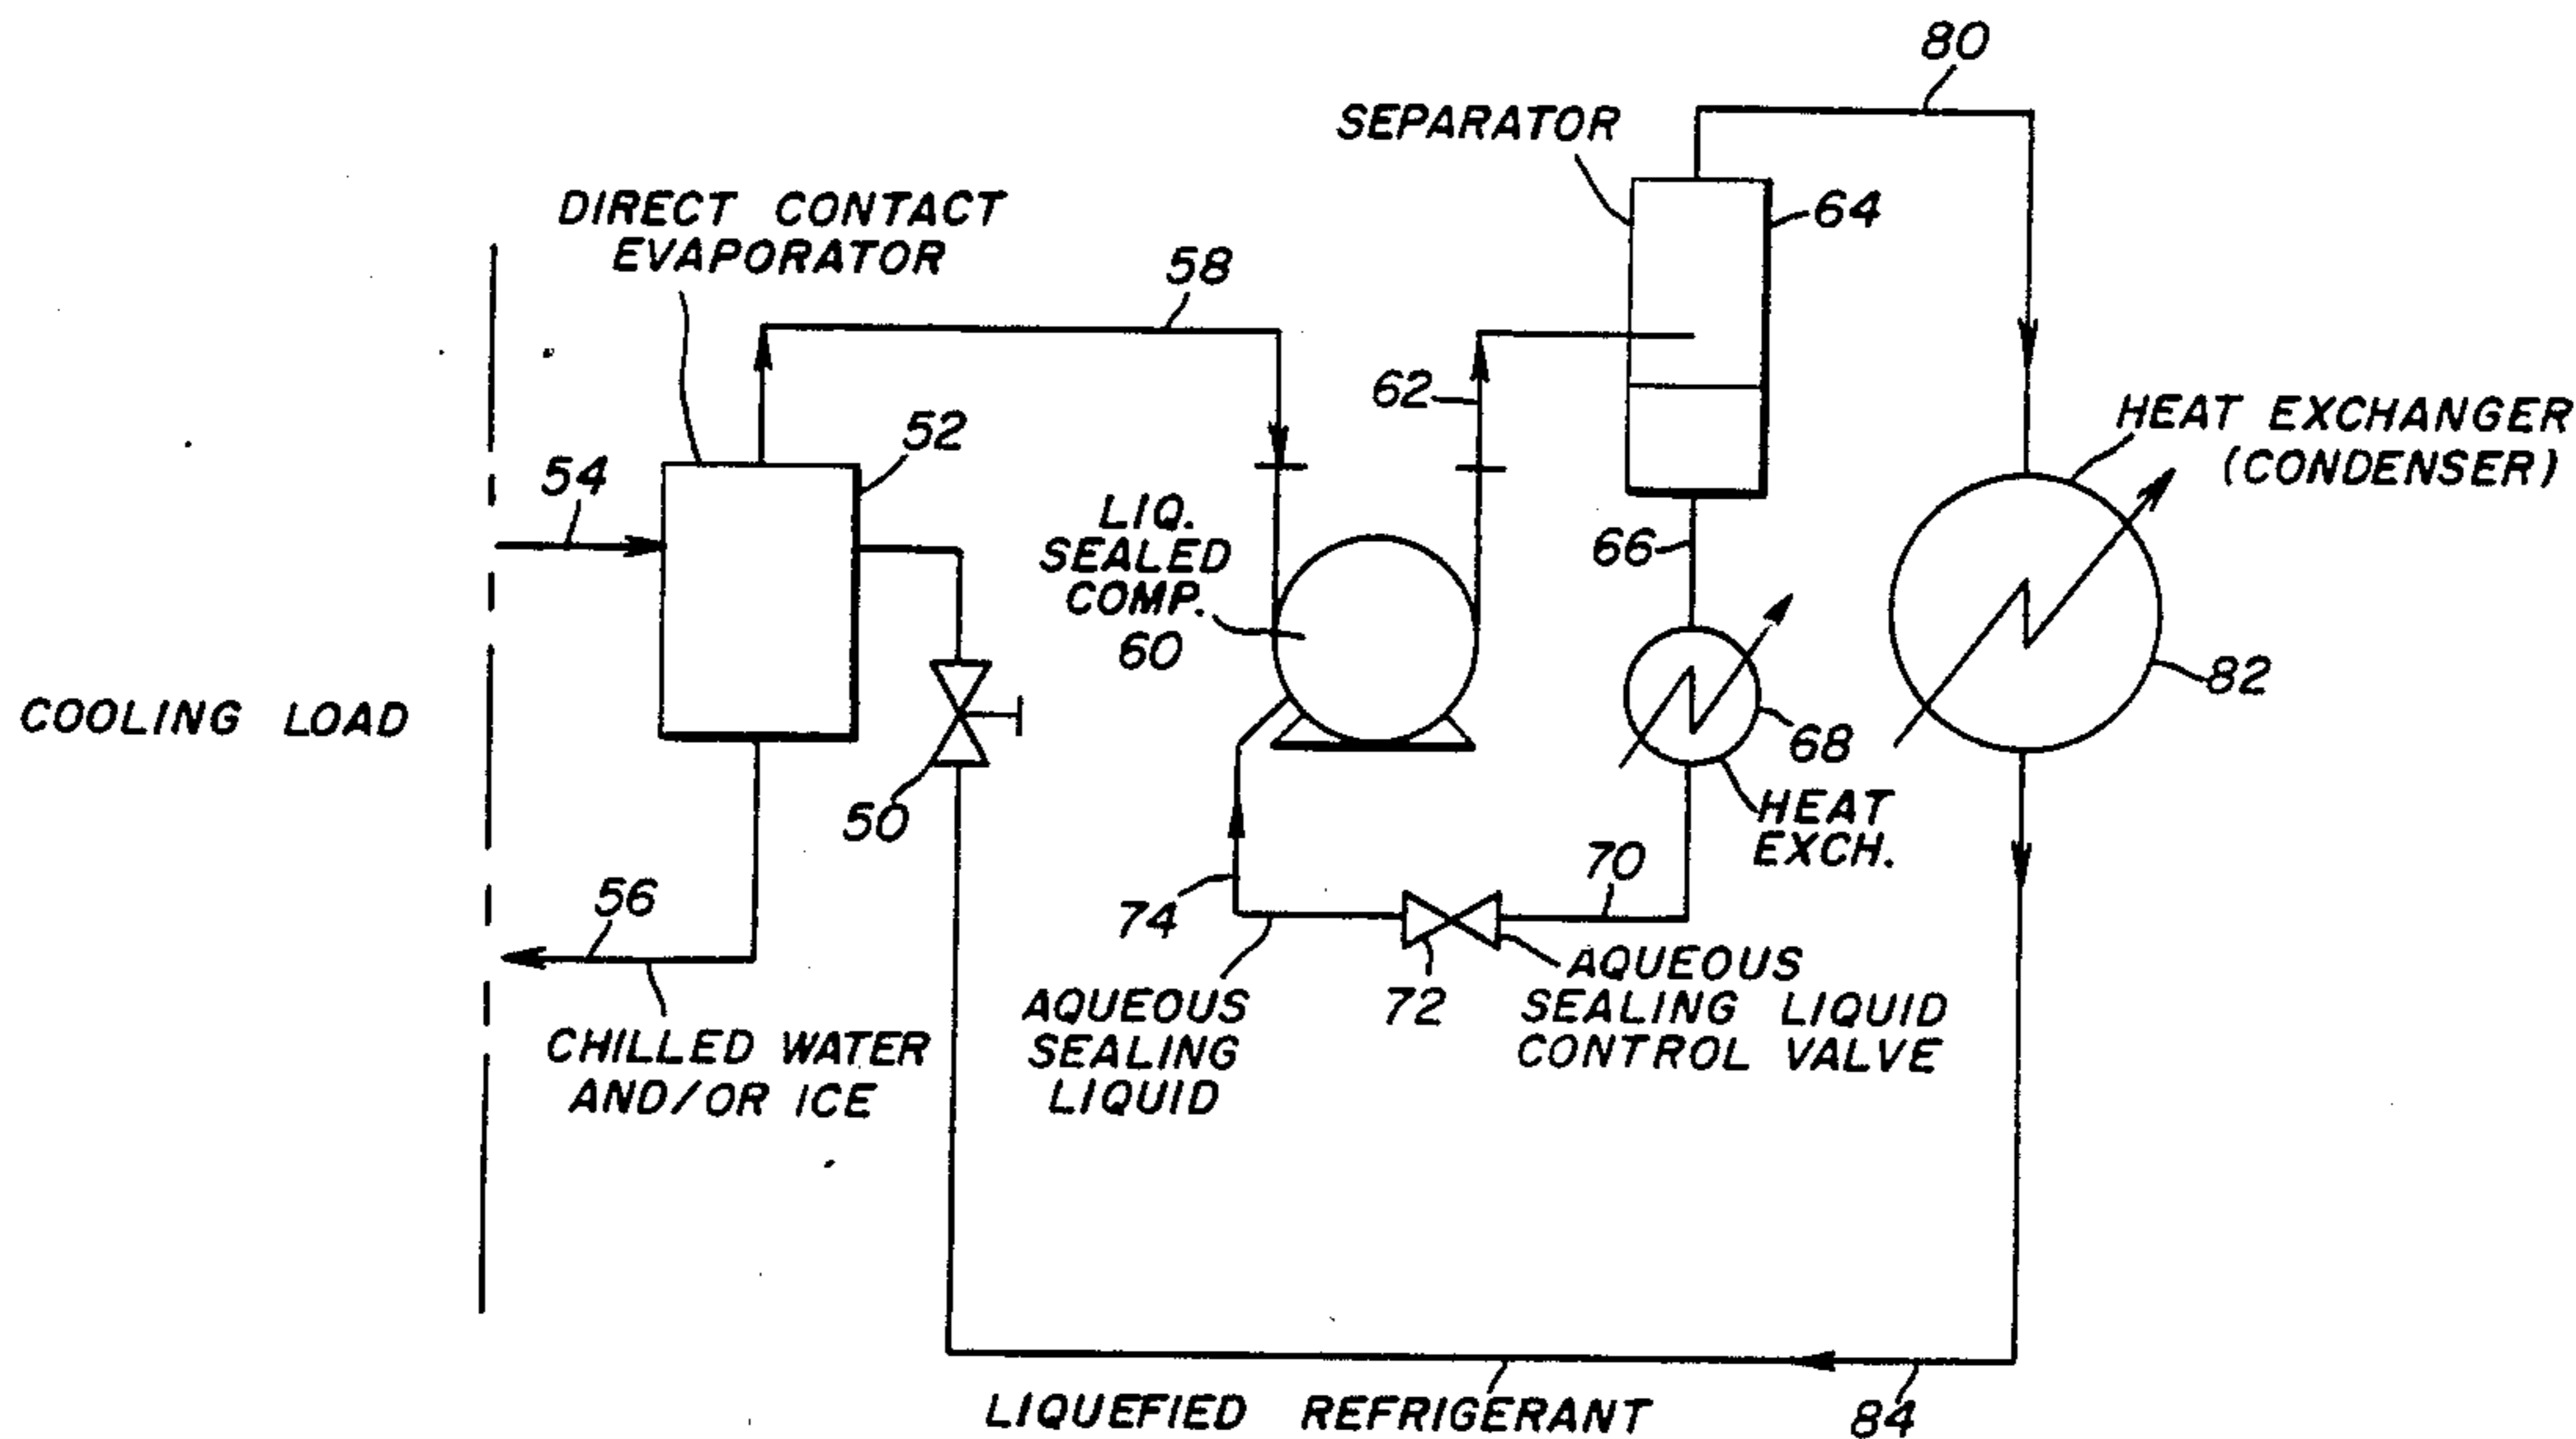 80
SEPARATOR
64
DIRECT CONTACT
EVAPORATOR
58
62
52
HEAT EXCHANGER
(CONDENSER)
54
LIQ.
SEALED
COMP.
60
66
82
COOLING LOAD
68
50
HEAT
EXCH.
70
74
56
72
AQUEOUS
SEALING LIQUID
CONTROL VALVE
AQUEOUS
SEALING
LIQUID
CHILLED WATER
AND/OR ICE
LIQUEFIED REFRIGERANT
84